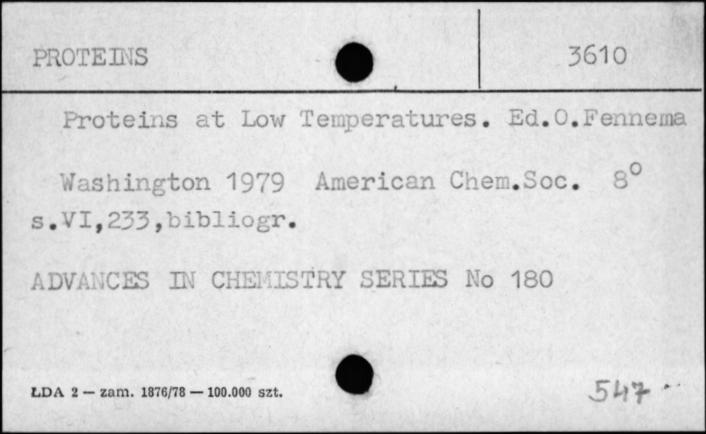 PROTEINS 3610
Proteins at Low Temperatures. Ed.O.Fennema
Washington 1979 American Chem.Soc. 8°
s.VI,233,bibliogr.
ADVANCES IN CHEMISTRY SERIES No 180
ŁDA 2 — zam. 1876/78 — 100.000 szt.
547